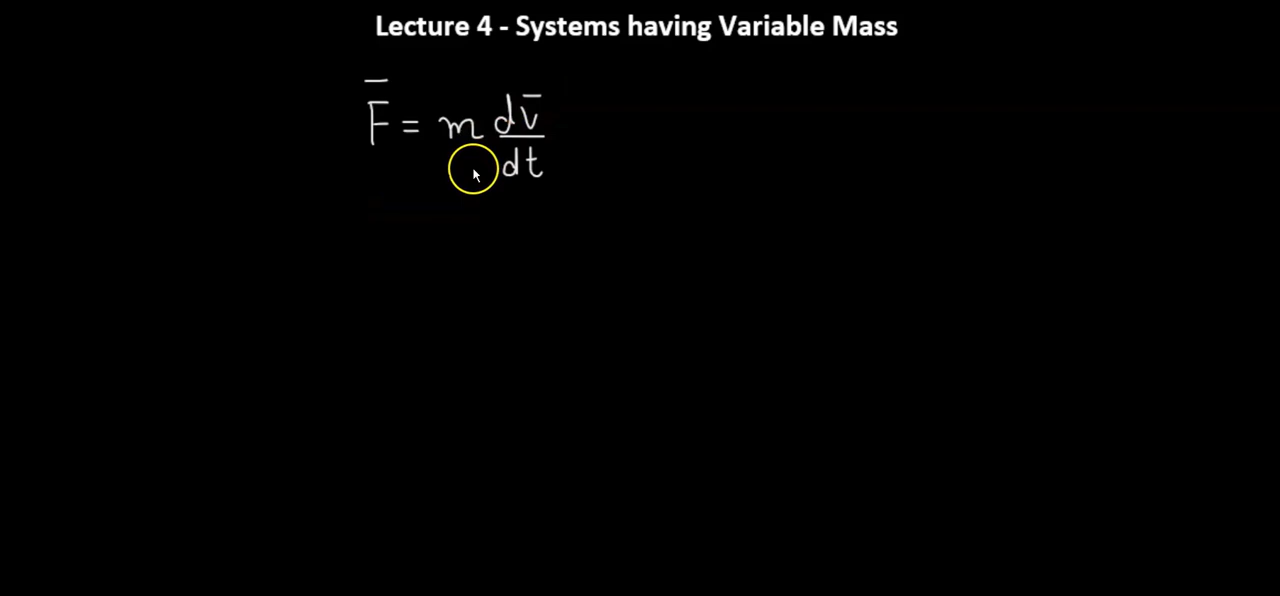 Lecture 4 - Systems having Variable Mass
F̅ = m dv̅/dt